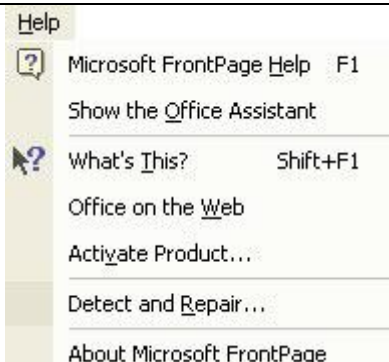 Help
Microsoft FrontPage Help F1
Show the Office Assistant
What's This? Shift+F1
Office on the Web
Activate Product...
Detect and Repair...
About Microsoft FrontPage